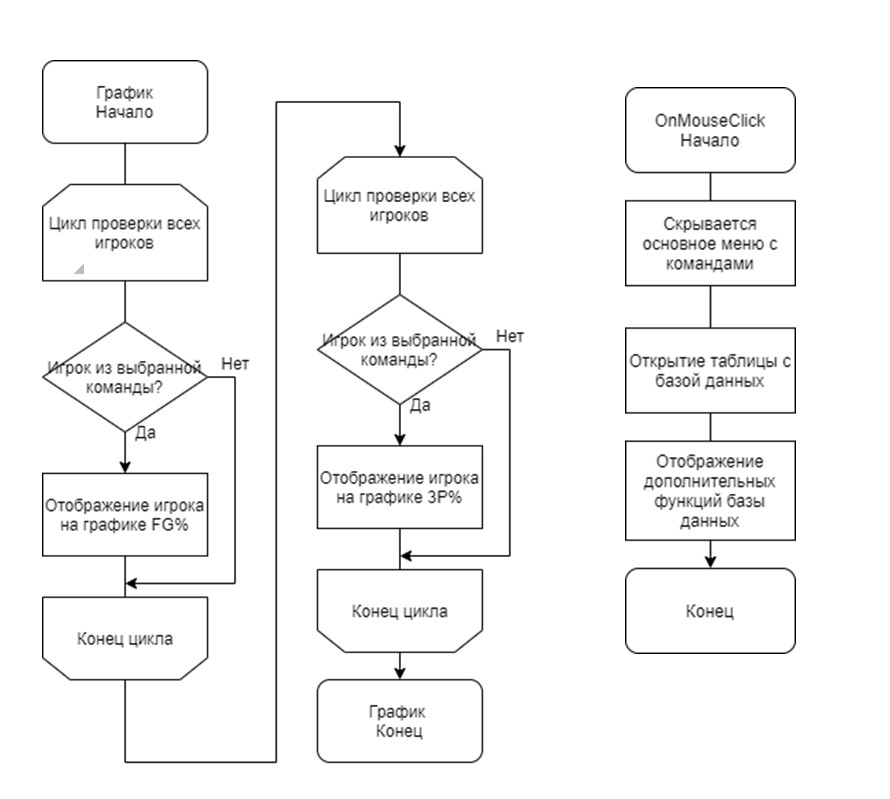 График
Начало
Цикл проверки всех
игроков
Игрок из выбранной
команды?
Нет
Да
Отображение игрока
на графике FG%
Конец цикла
Цикл проверки всех
игроков
Игрок из выбранной
команды?
Нет
Да
Отображение игрока
на графике 3P%
Конец цикла
График
Конец
OnMouseClick
Начало
Скрывается
основное меню с
командами
Открытие таблицы с
базой данных
Отображение
дополнительных
функций базы
данных
Конец